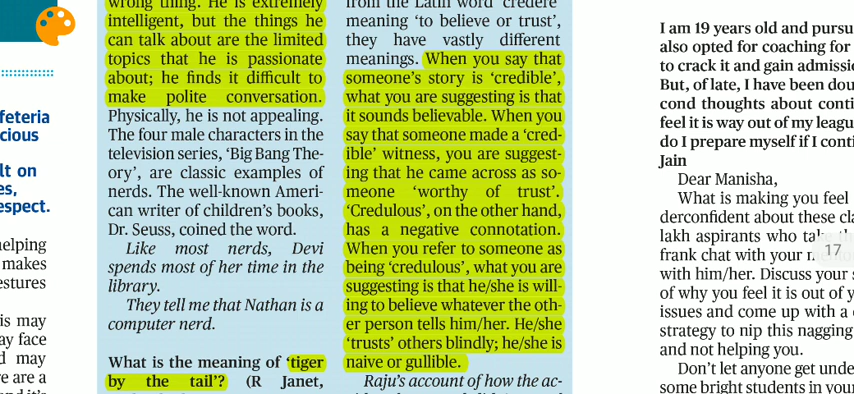 feteria
cious
lt on
es,
espect.
elping
makes
estures
is may
ay face
d may
re are a
wrong thing. He is extremely
intelligent, but the things he
can talk about are the limited
topics that he is passionate
about; he finds it difficult to
make polite conversation.
Physically, he is not appealing.
The four male characters in the
television series, ‘Big Bang The-
ory’, are classic examples of
nerds. The well-known Ameri-
can writer of children’s books,
Dr. Seuss, coined the word.
Like most nerds, Devi
spends most of her time in the
library.
They tell me that Nathan is a
computer nerd.
What is the meaning of ‘tiger
by the tail’? (R Janet,
from the Latin word ‘credere’
meaning ‘to believe or trust’,
they have vastly different
meanings. When you say that
someone’s story is ‘credible’,
what you are suggesting is that
it sounds believable. When you
say that someone made a ‘cred-
ible’ witness, you are suggest-
ing that he came across as so-
meone ‘worthy of trust’.
‘Credulous’, on the other hand,
has a negative connotation.
When you refer to someone as
being ‘credulous’, what you are
suggesting is that he/she is will-
ing to believe whatever the oth-
er person tells him/her. He/she
‘trusts’ others blindly; he/she is
naive or gullible.
Raju’s account of how the ac-
I am 19 years old and pursu
also opted for coaching for
to crack it and gain admissi
But, of late, I have been dou
cond thoughts about conti
feel it is way out of my leagu
do I prepare myself if I conti
Jain
Dear Manisha,
What is making you feel
derconfident about these cla
lakh aspirants who take th
frank chat with your m
with him/her. Discuss your s
of why you feel it is out of y
issues and come up with a
strategy to nip this nagging
and not helping you.
Don’t let anyone get unde
some bright students in your
17